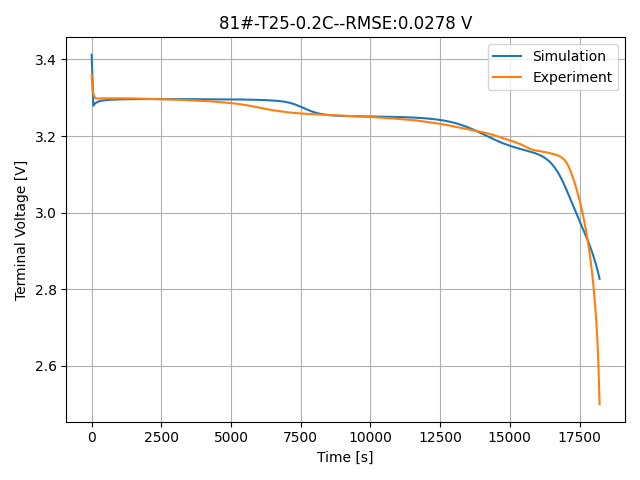 81#-T25-0.2C--RMSE:0.0278 V
Simulation
Experiment
Terminal Voltage [V]
3.4
3.2
3.0
2.8
2.6
0 2500 5000 7500 10000 12500 15000 17500
Time [s]